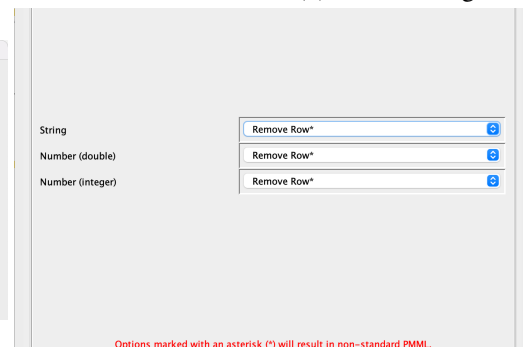 String Remove Row*
Number (double) Remove Row*
Number (integer) Remove Row*
Options marked with an asterisk (*) will result in non-standard PMML.